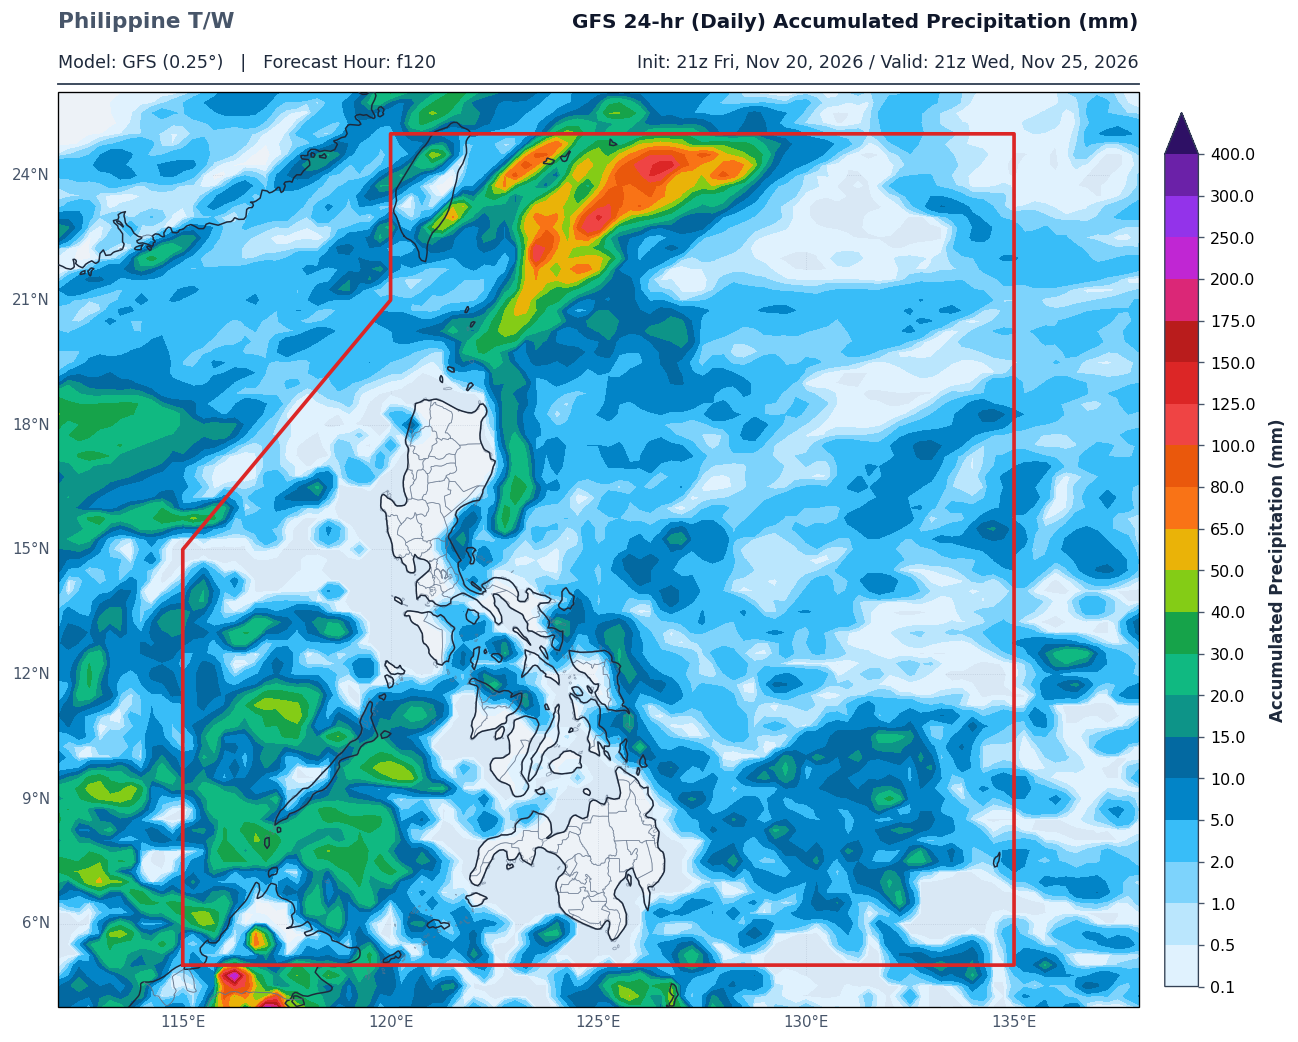 Philippine T/W
GFS 24-hr (Daily) Accumulated Precipitation (mm)
Model: GFS (0.25°)   |   Forecast Hour: f120
Init: 21z Fri, Nov 20, 2026 / Valid: 21z Wed, Nov 25, 2026
24°N
21°N
18°N
15°N
12°N
9°N
6°N
115°E
120°E
125°E
130°E
135°E
400.0
300.0
250.0
200.0
175.0
150.0
125.0
100.0
80.0
65.0
50.0
40.0
30.0
20.0
15.0
10.0
5.0
2.0
1.0
0.5
0.1
Accumulated Precipitation (mm)